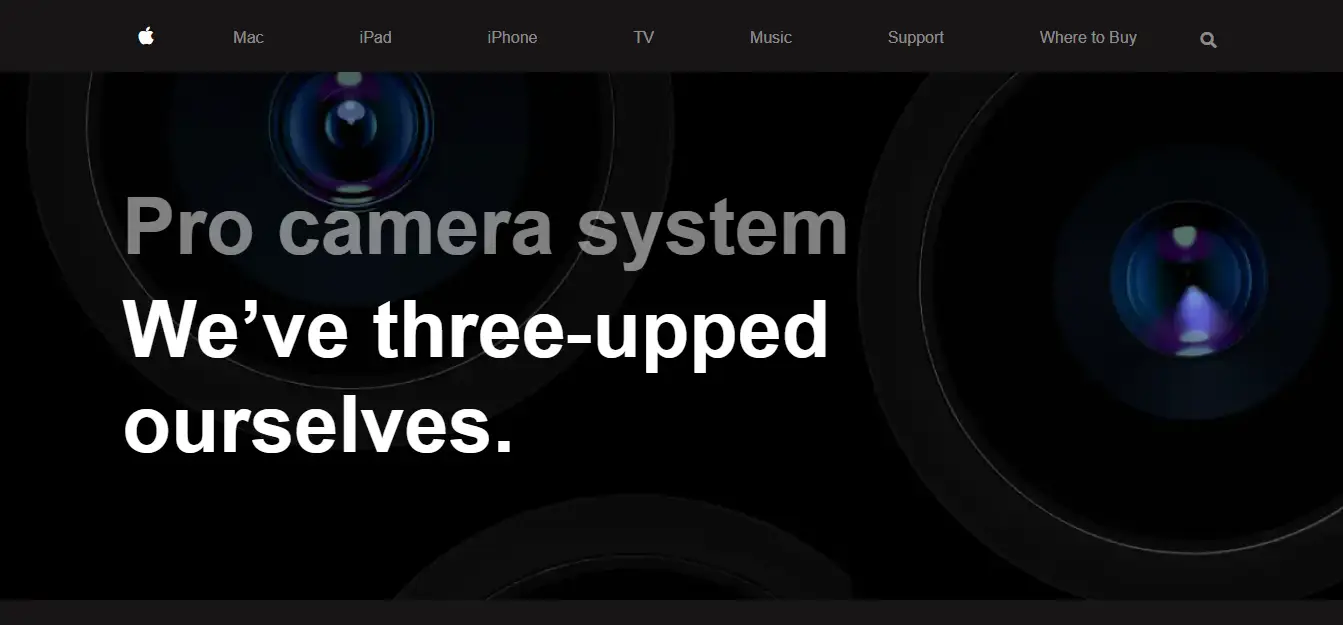 Mac iPad iPhone TV Music Support Where to Buy
Pro camera system
We’ve three-upped
ourselves.